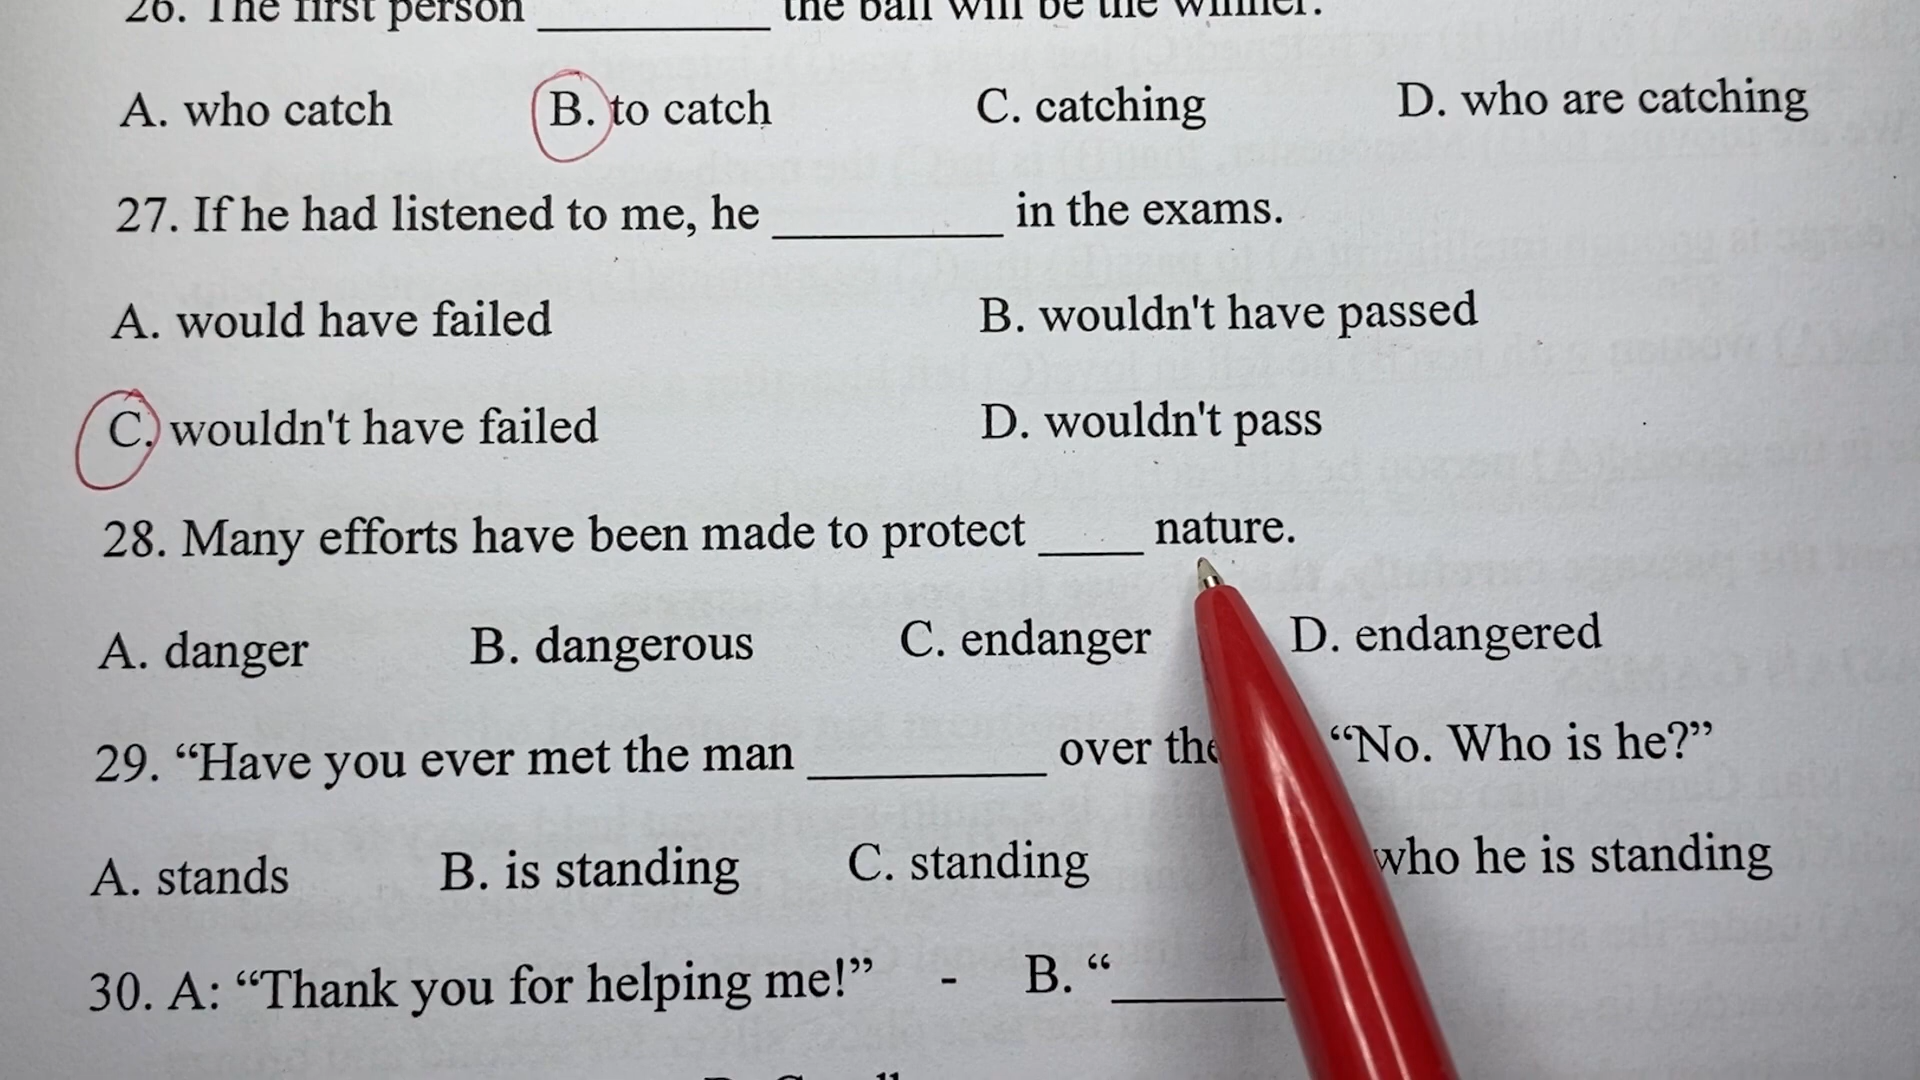 26. The first person __________ the ball will be the winner.
A. who catch B. to catch C. catching D. who are catching
27. If he had listened to me, he __________ in the exams.
A. would have failed B. wouldn't have passed
C. wouldn't have failed D. wouldn't pass
28. Many efforts have been made to protect ____ nature.
A. danger B. dangerous C. endanger D. endangered
29. “Have you ever met the man __________ over the “No. Who is he?”
A. stands B. is standing C. standing who he is standing
30. A: “Thank you for helping me!” - B. “________